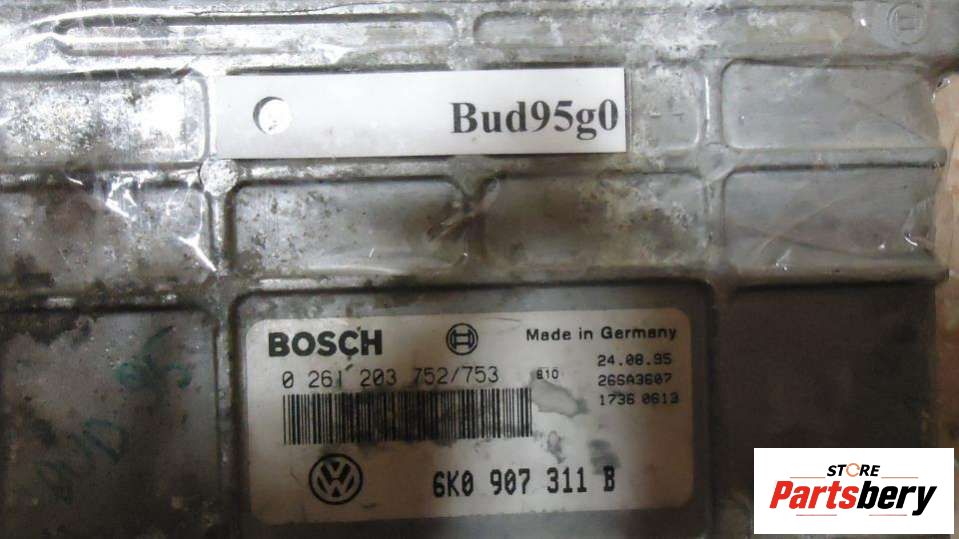 Bud95g0
BOSCH
Made in Germany
0 261 203 752/753
B10
24.08.95
26SA3607
1736 0613
6K0 907 311 B
STORE
Partsbery